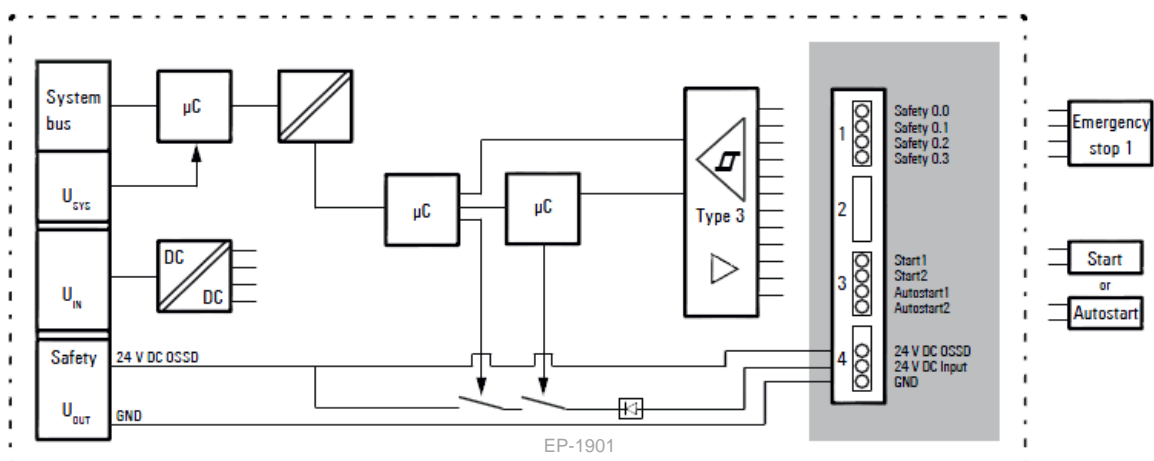 System
bus
U SYS
U IN
Safety
U OUT
µC
DC
DC
24 V DC OSSD
GND
µC
µC
Type 3
1
2
3
4
Safety 0.0
Safety 0.1
Safety 0.2
Safety 0.3
Start1
Start2
Autostart1
Autostart2
24 V DC OSSD
24 V DC Input
GND
Emergency
stop 1
Start
or
Autostart
EP-1901